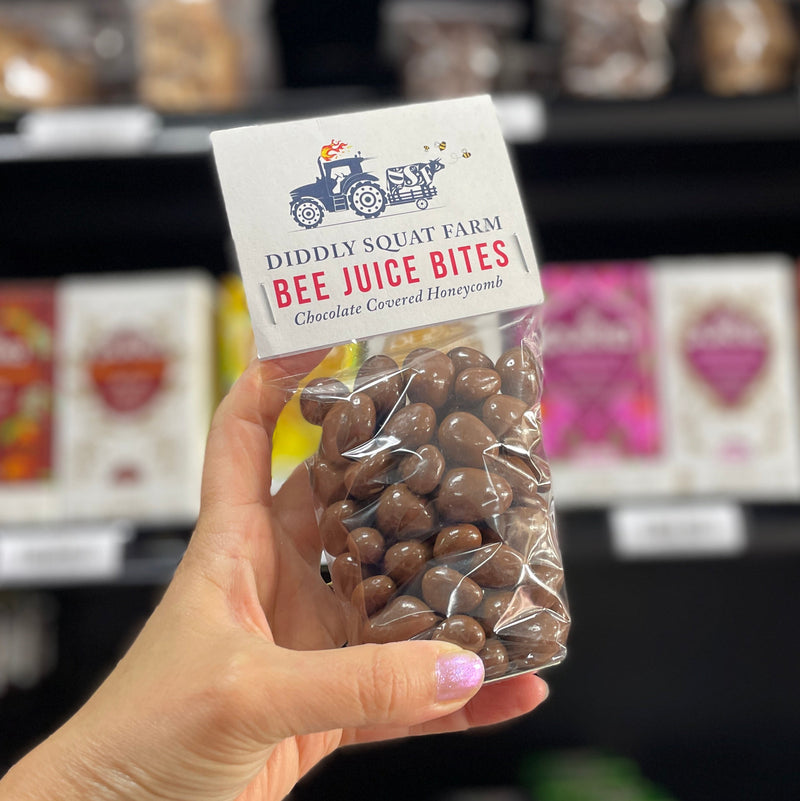 DIDDLY SQUAT FARM
BEE JUICE BITES
Chocolate Covered Honeycomb